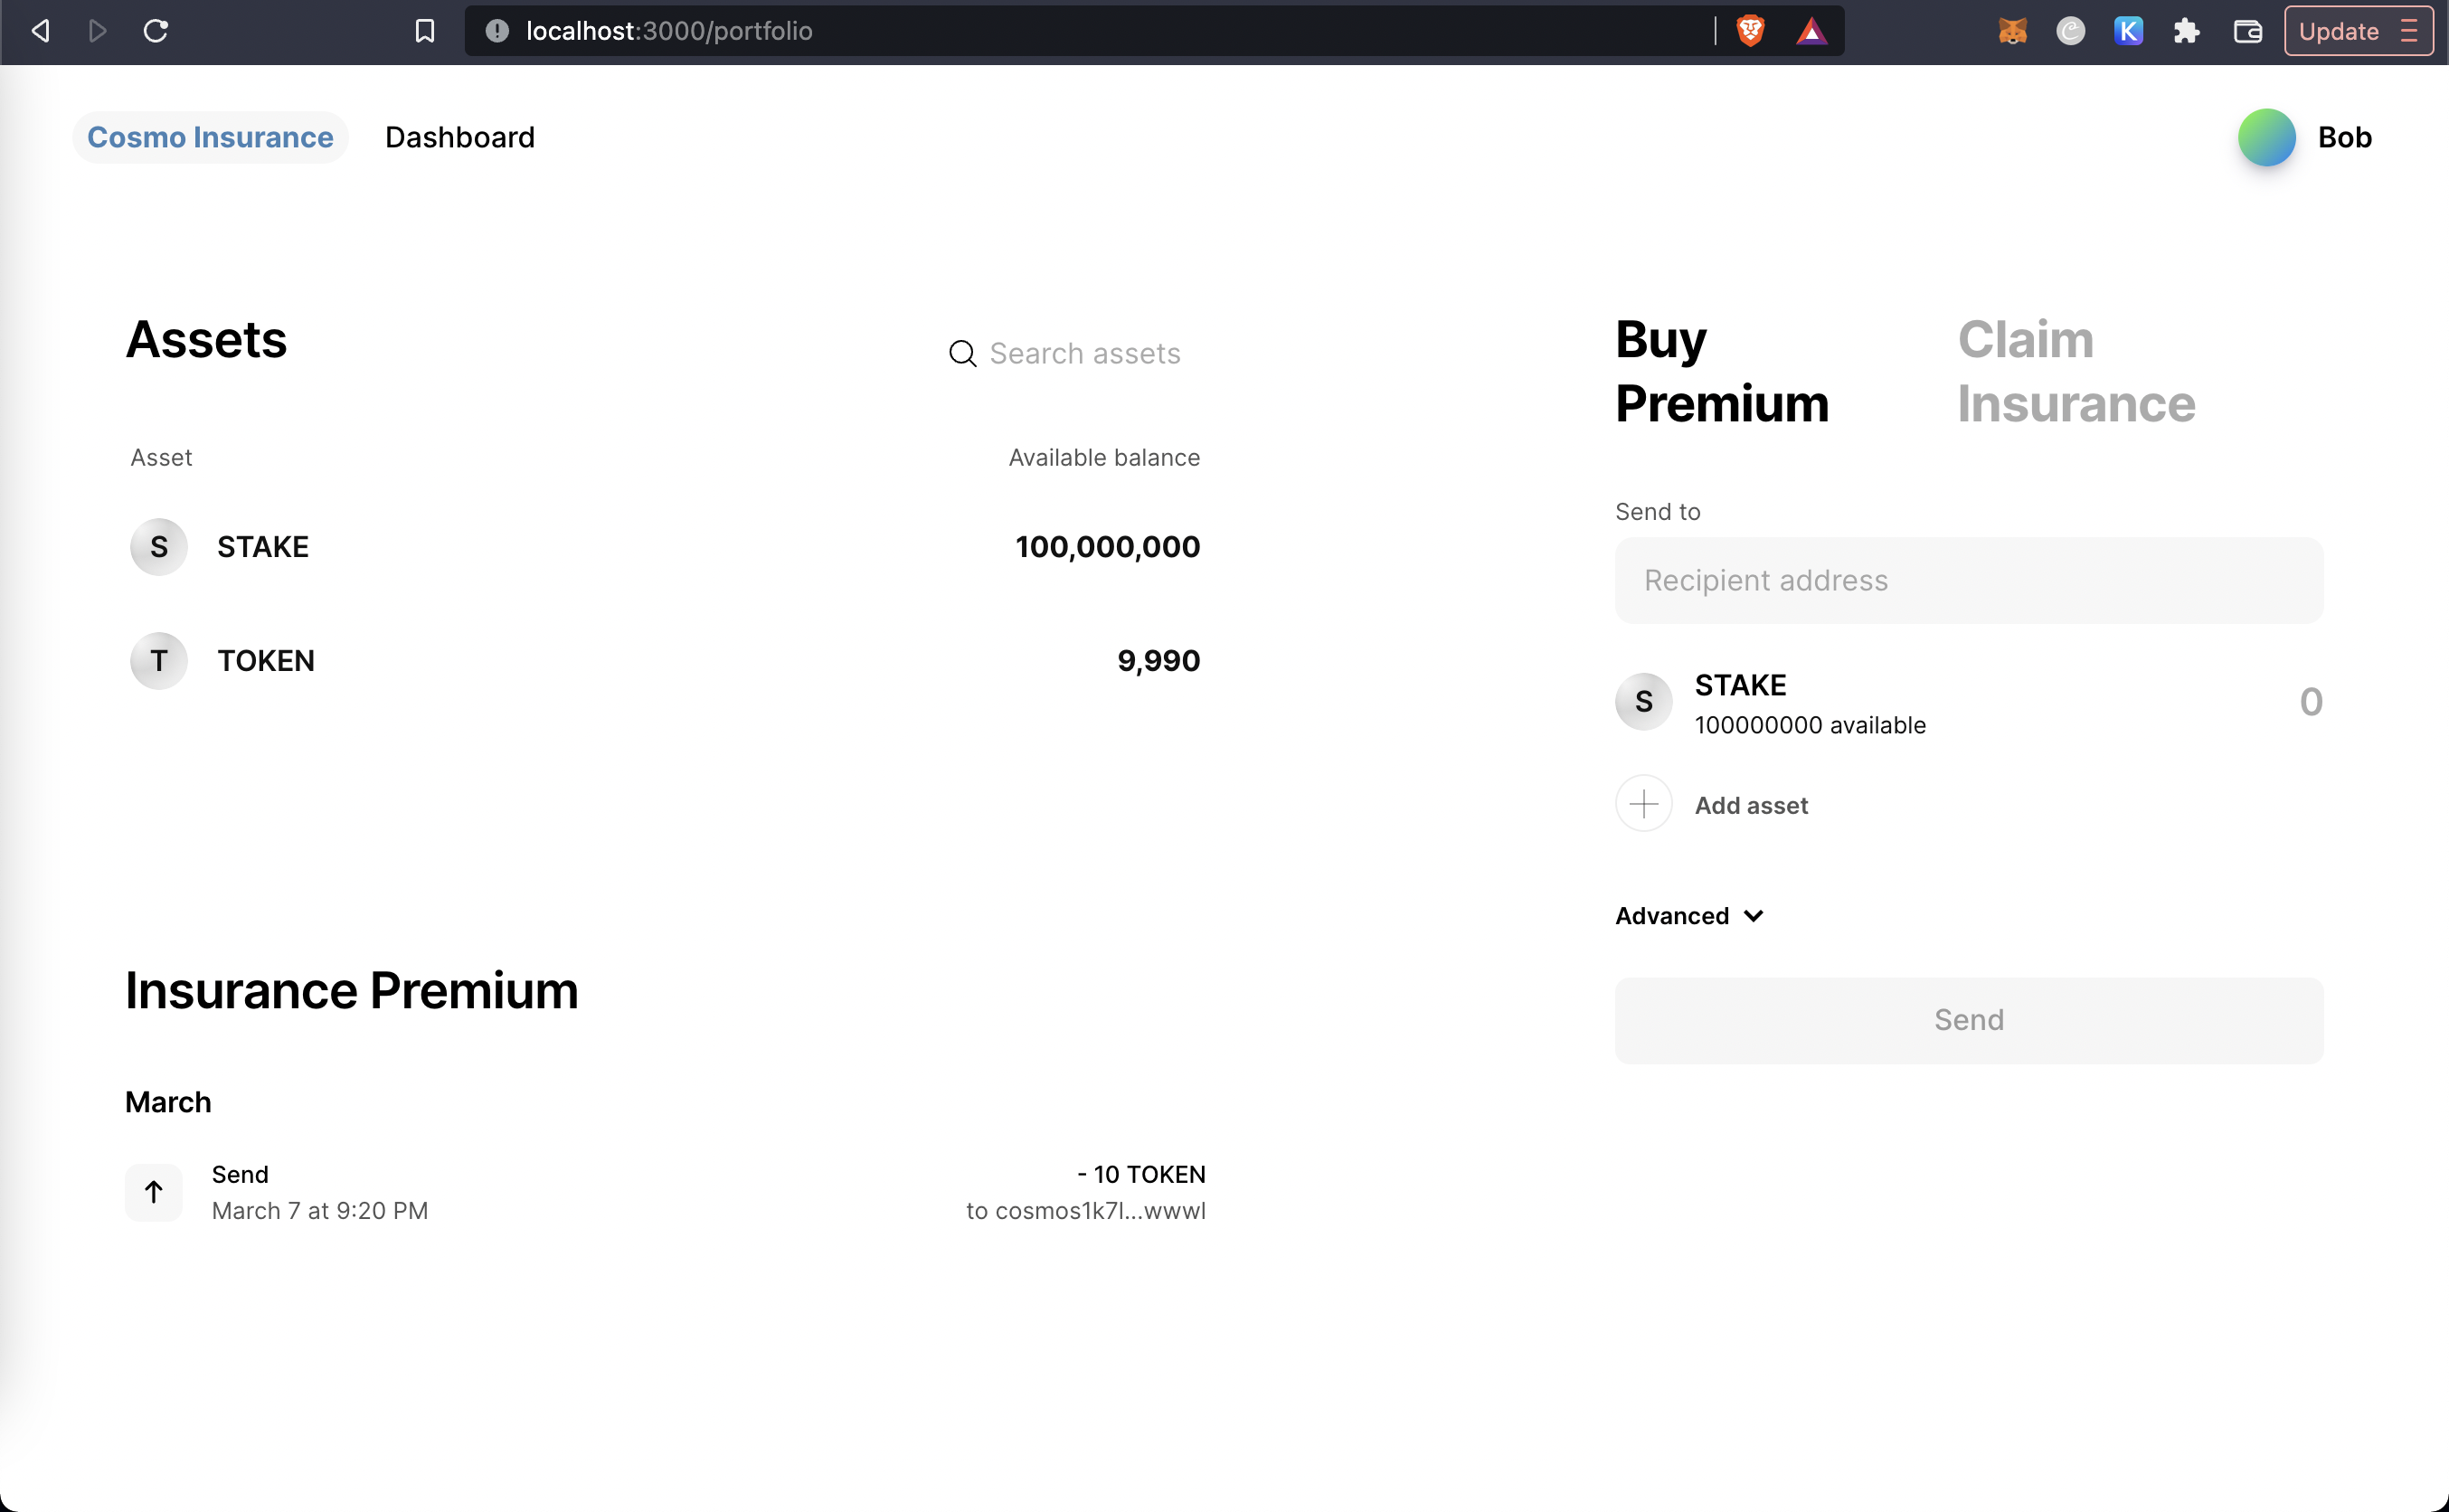 localhost:3000/portfolio
K
Update
Cosmo Insurance
Dashboard
Bob
Assets
Search assets
Asset
Available balance
S
STAKE
100,000,000
T
TOKEN
9,990
Insurance Premium
March
Send
- 10 TOKEN
March 7 at 9:20 PM
to cosmos1k7l...wwwl
Buy
Premium
Claim
Insurance
Send to
Recipient address
S
STAKE
100000000 available
0
Add asset
Advanced
Send